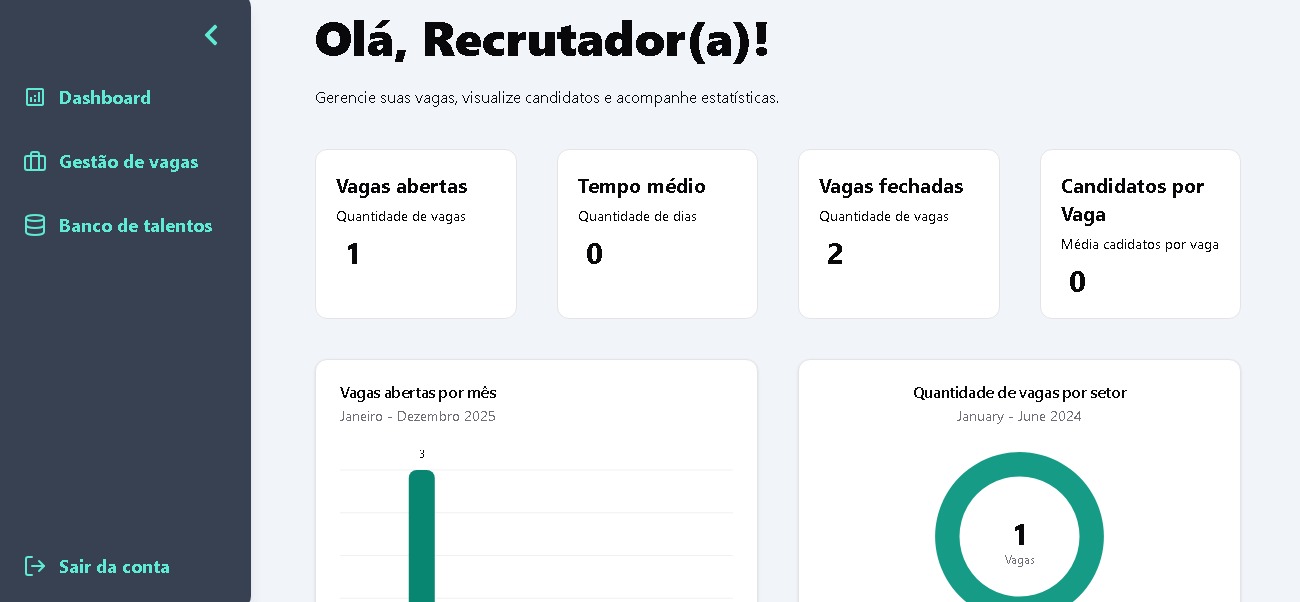 Olá, Recrutador(a)!
Gerencie suas vagas, visualize candidatos e acompanhe estatísticas.
Dashboard
Gestão de vagas
Banco de talentos
Sair da conta
Vagas abertas
Quantidade de vagas
1
Tempo médio
Quantidade de dias
0
Vagas fechadas
Quantidade de vagas
2
Candidatos por
Vaga
Média cadidatos por vaga
0
Vagas abertas por mês
Janeiro - Dezembro 2025
3
Quantidade de vagas por setor
January - June 2024
1
Vagas